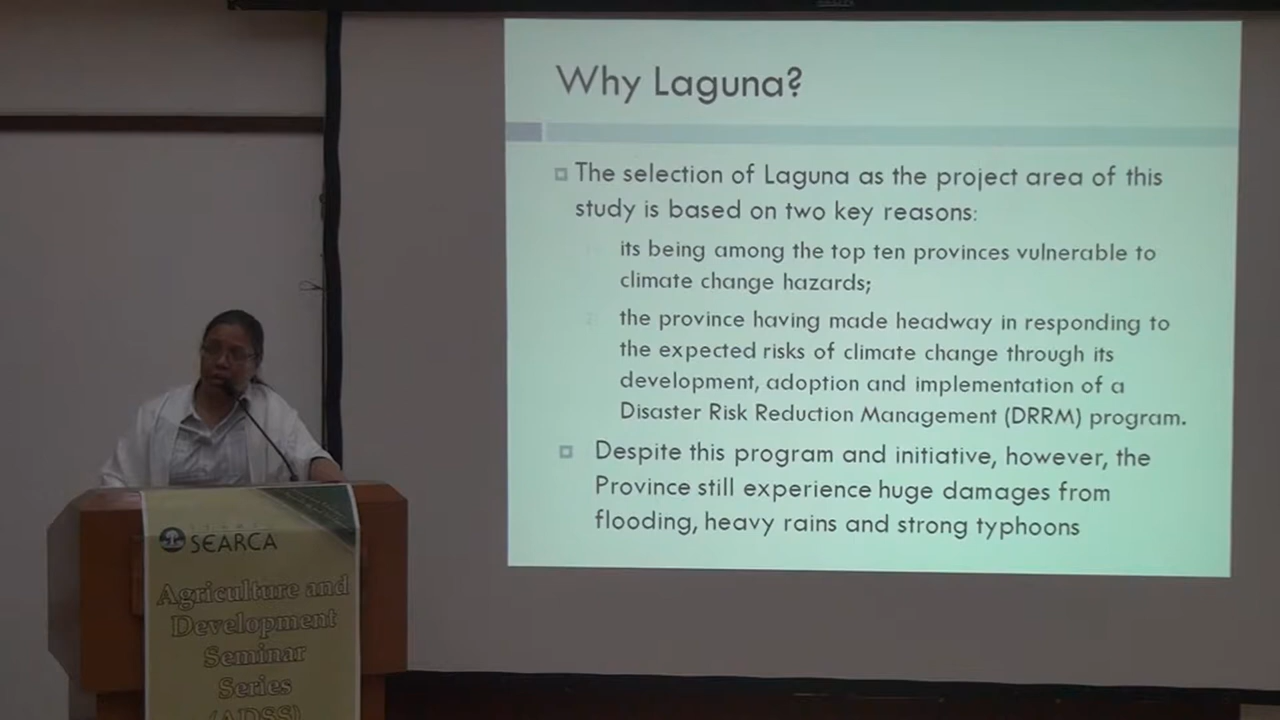 Why Laguna?
The selection of Laguna as the project area of this
study is based on two key reasons:
its being among the top ten provinces vulnerable to
climate change hazards;
the province having made headway in responding to
the expected risks of climate change through its
development, adoption and implementation of a
Disaster Risk Reduction Management (DRRM) program.
Despite this program and initiative, however, the
Province still experience huge damages from
flooding, heavy rains and strong typhoons
SEARCA
Agriculture and
Development
Seminar
Series
(ADSS)